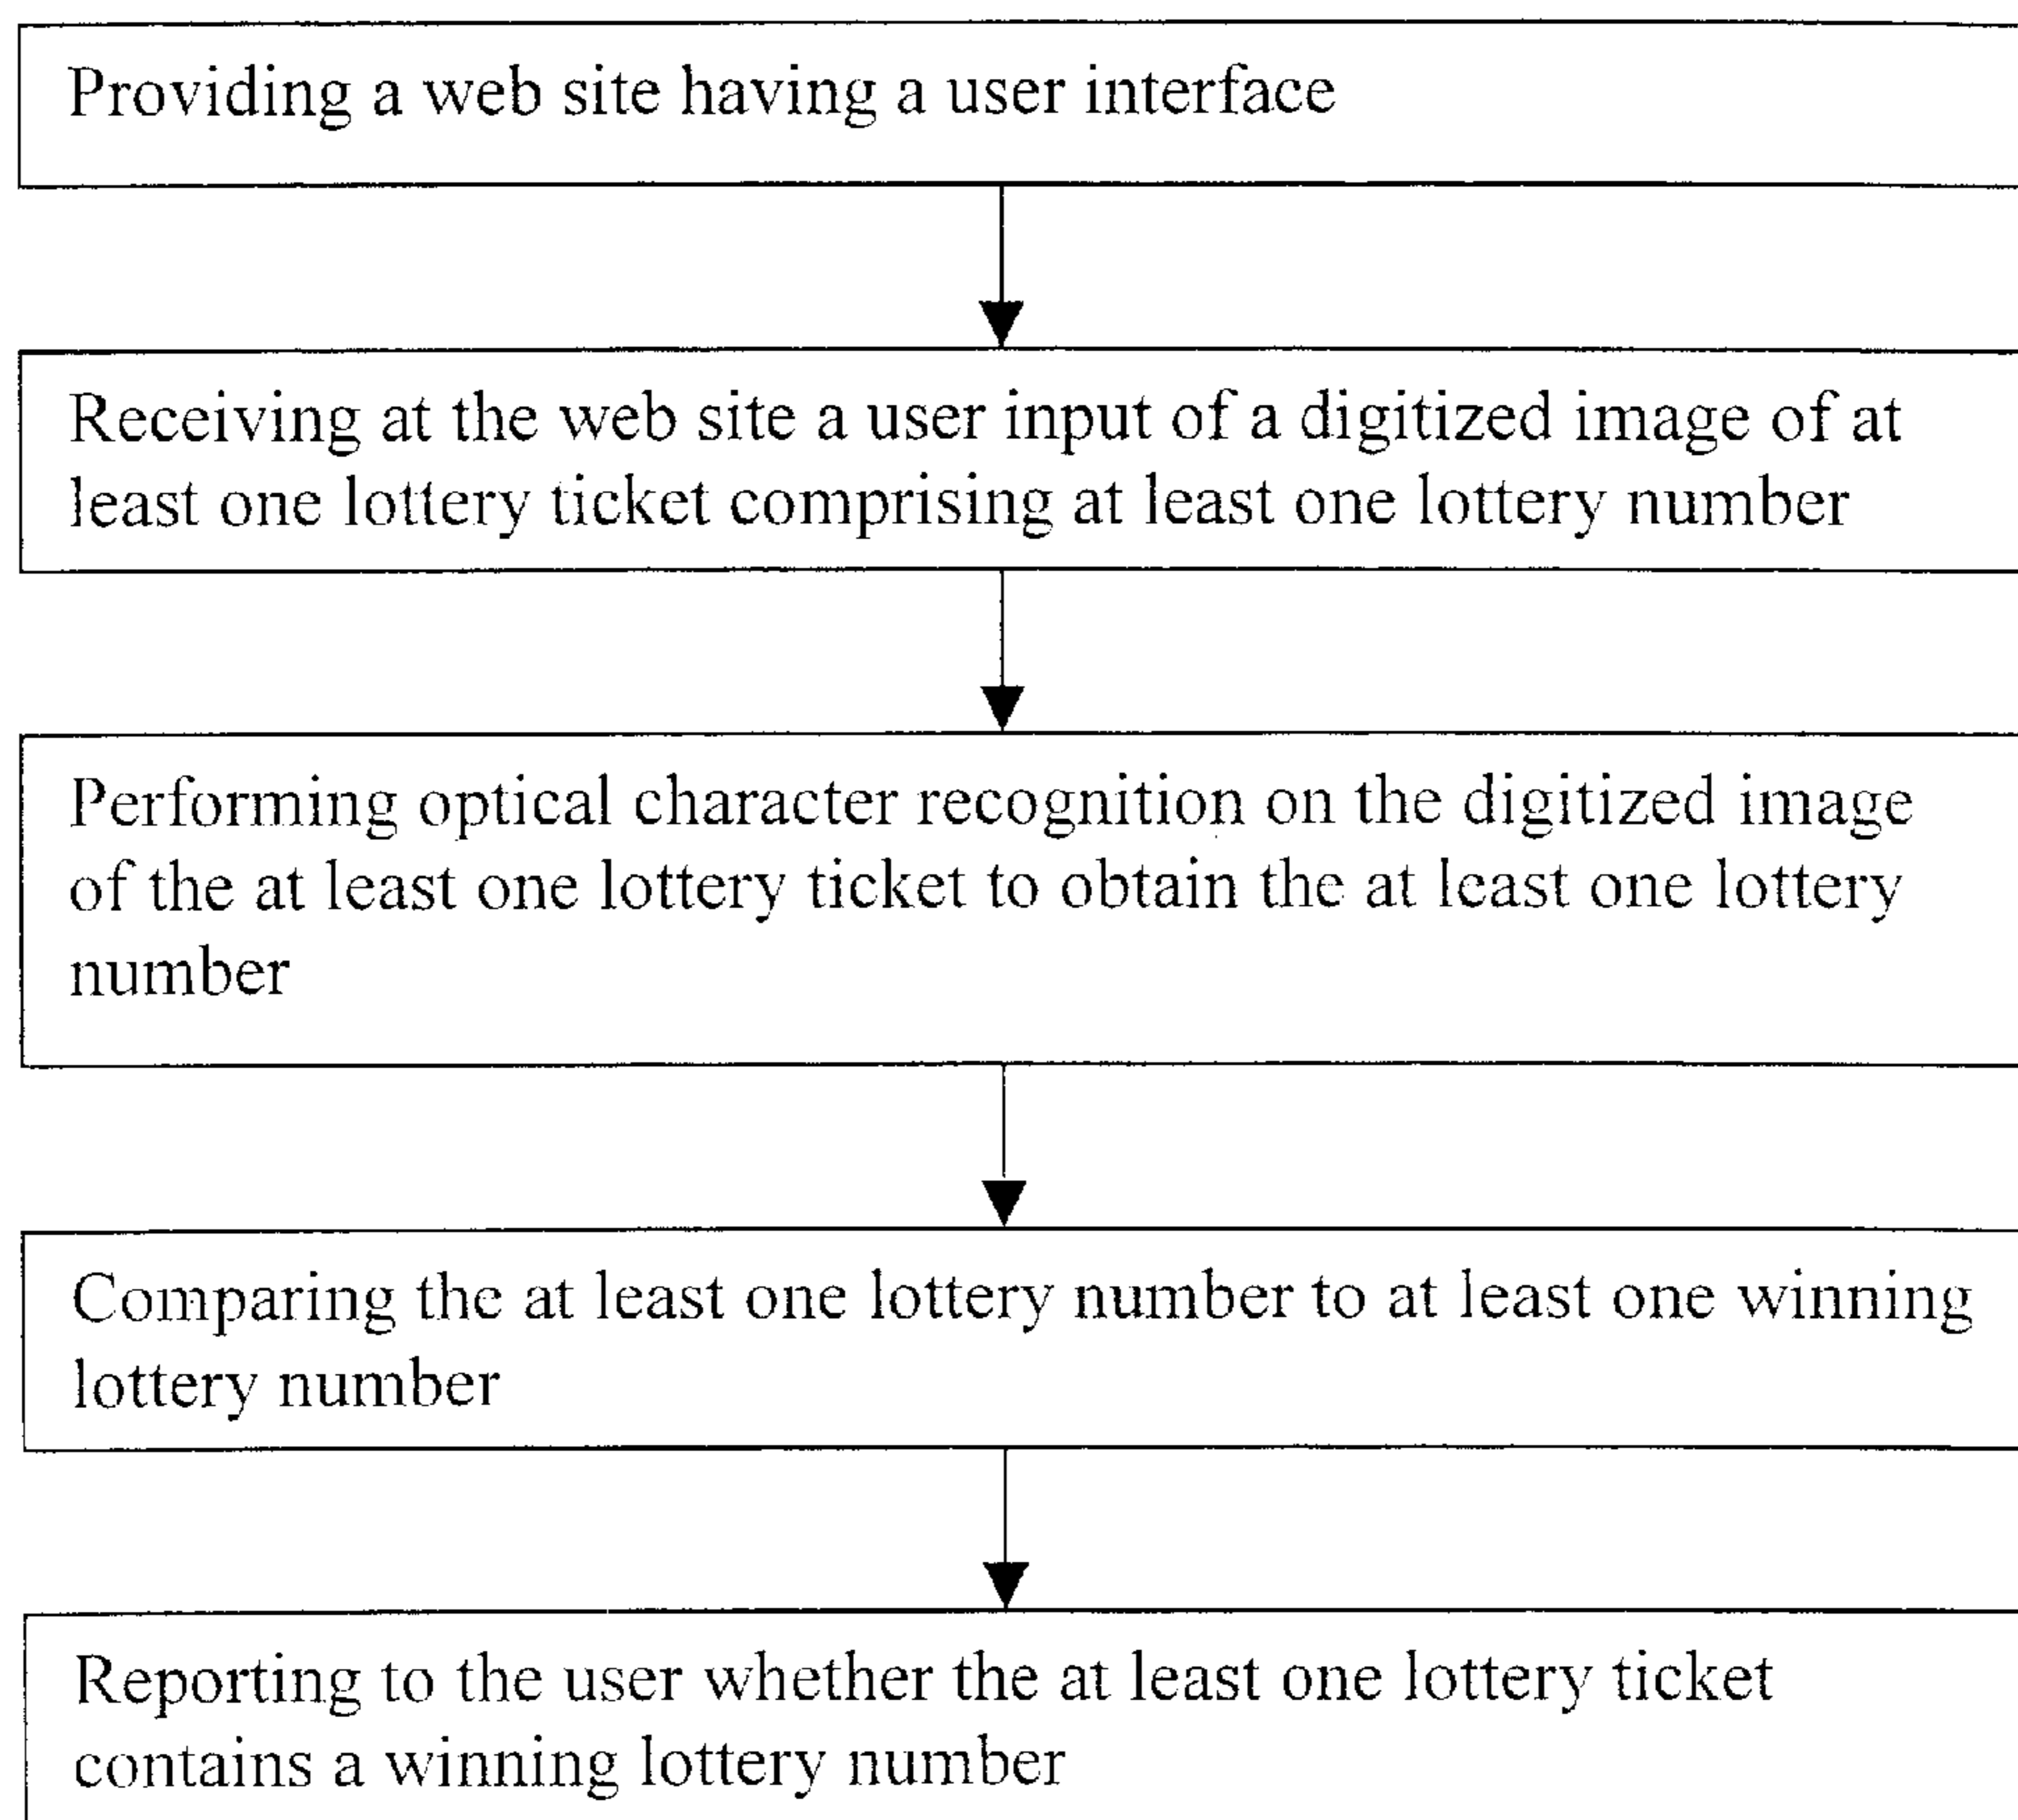 Providing a web site having a user interface
Receiving at the web site a user input of a digitized image of at
least one lottery ticket comprising at least one lottery number
Performing optical character recognition on the digitized image
of the at least one lottery ticket to obtain the at least one lottery
number
Comparing the at least one lottery number to at least one winning
lottery number
Reporting to the user whether the at least one lottery ticket
contains a winning lottery number